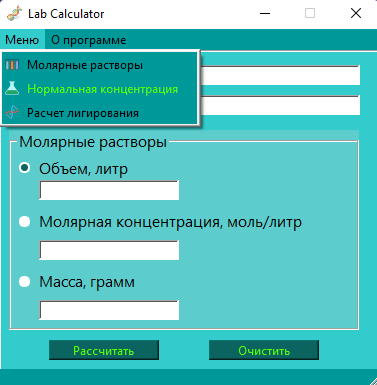 Lab Calculator
Меню О программе
Молярные растворы
Нормальная концентрация
Расчет лигирования
Молярные растворы
Объем, литр
Молярная концентрация, моль/литр
Масса, грамм
Рассчитать Очистить